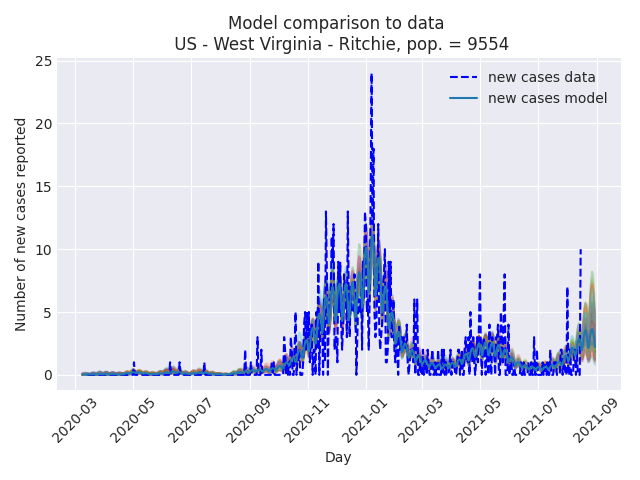 Model comparison to data
US - West Virginia - Ritchie, pop. = 9554
new cases data
new cases model
Number of new cases reported
25
20
15
10
5
0
2020-03
2020-05
2020-07
2020-09
2020-11
2021-01
2021-03
2021-05
2021-07
2021-09
Day